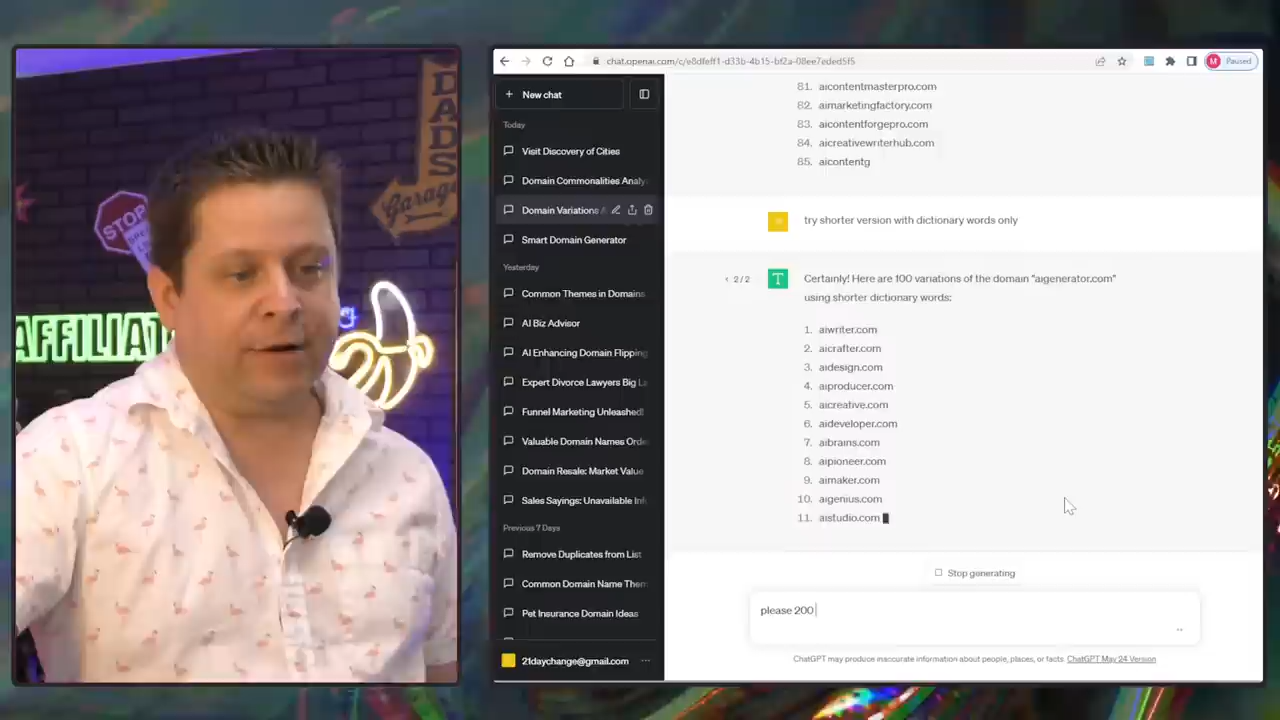 DADS
Garage
STOP
AFFILIAT
chat.openai.com/c/e8dfeff1-d33b-4b15-bf2a-08ee7eded5f5
M
Paused
New chat
Today
Visit Discovery of Cities
Domain Commonalities Analy
Domain Variations
Smart Domain Generator
Yesterday
Common Themes in Domains
AI Biz Advisor
AI Enhancing Domain Flipping
Expert Divorce Lawyers Big La
Funnel Marketing Unleashed!
Valuable Domain Names Orde
Domain Resale: Market Value
Sales Sayings: Unavailable Inf
Previous 7 Days
Remove Duplicates from List
Common Domain Name Them
Pet Insurance Domain Ideas
21daychange@gmail.com
81. aicontentmasterpro.com
82. aimarketingfactory.com
83. aicontentforgepro.com
84. aicreativewriterhub.com
85. aicontentg
try shorter version with dictionary words only
2 / 2
T
Certainly! Here are 100 variations of the domain "aigenerator.com"
using shorter dictionary words:
1. aiwriter.com
2. aicrafter.com
3. aidesign.com
4. aiproducer.com
5. aicreative.com
6. aideveloper.com
7. aibrains.com
8. aipioneer.com
9. aimaker.com
10. aigenius.com
11. aistudio.com
Stop generating
please 200
ChatGPT may produce inaccurate information about people, places, or facts. ChatGPT May 24 Version